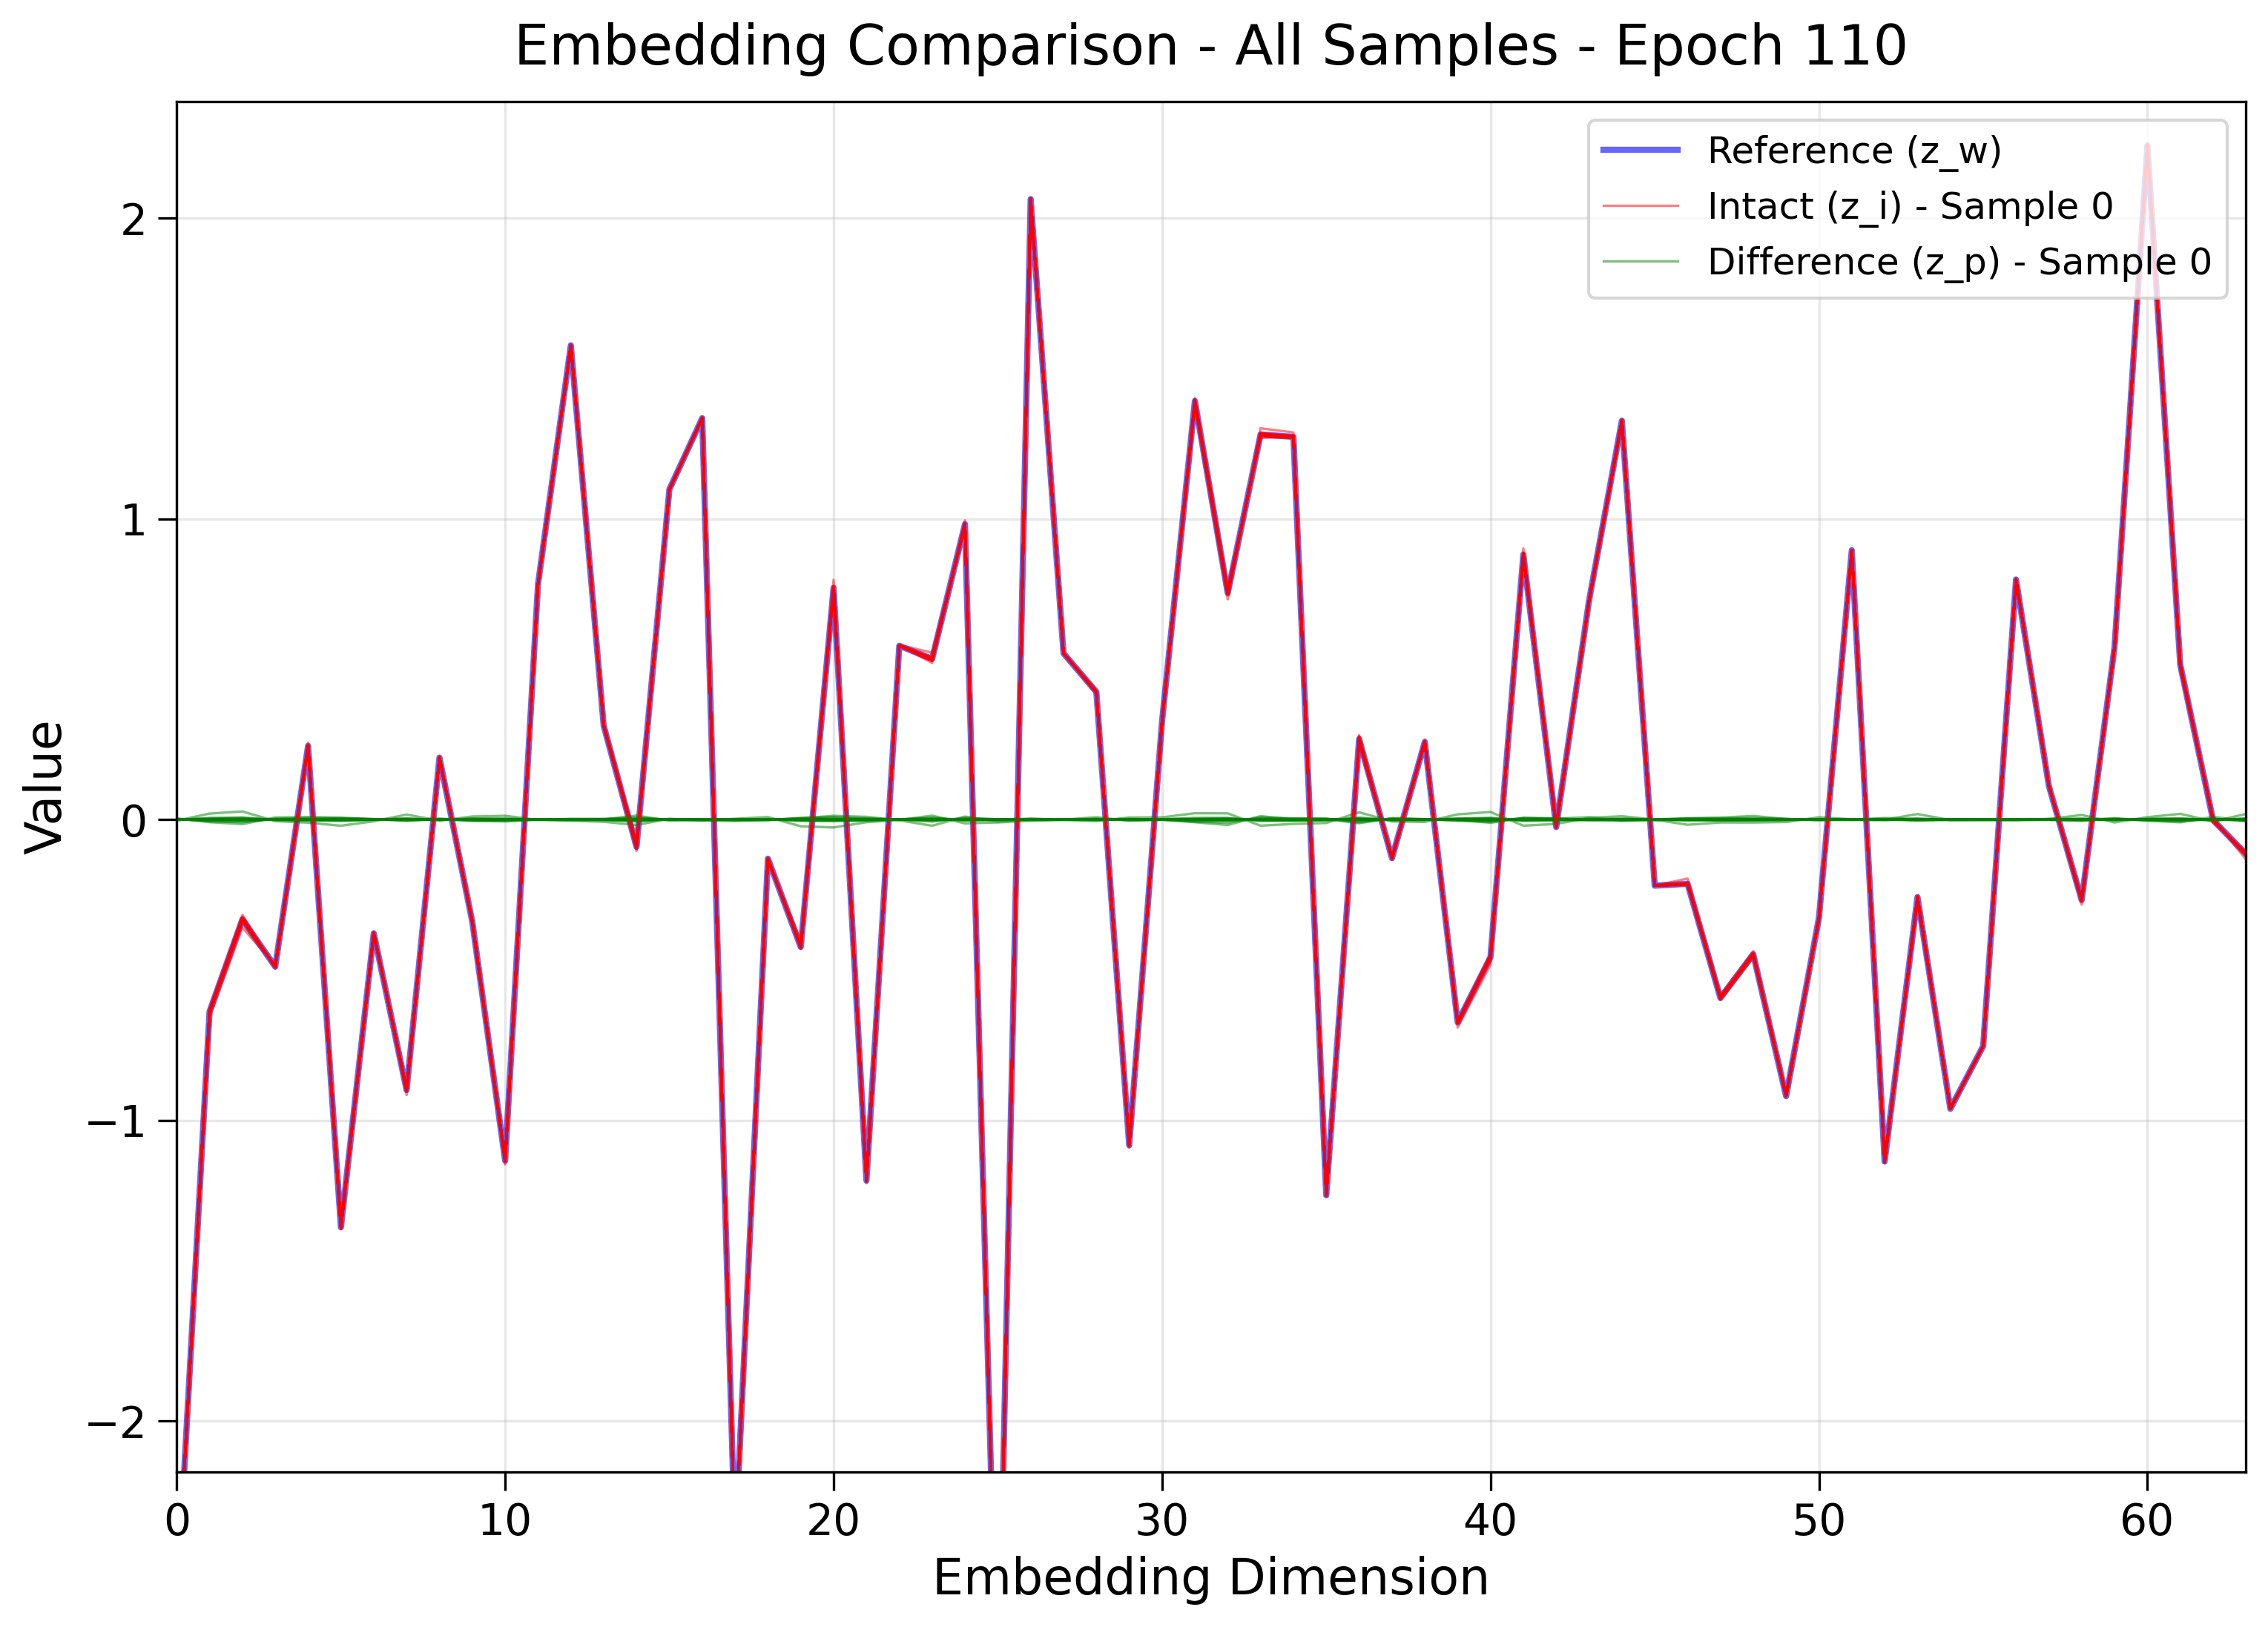 Embedding Comparison - All Samples - Epoch 110
Reference (z_w)
Intact (z_i) - Sample 0
Difference (z_p) - Sample 0
Value
2
1
0
−1
−2
0 10 20 30 40 50 60
Embedding Dimension